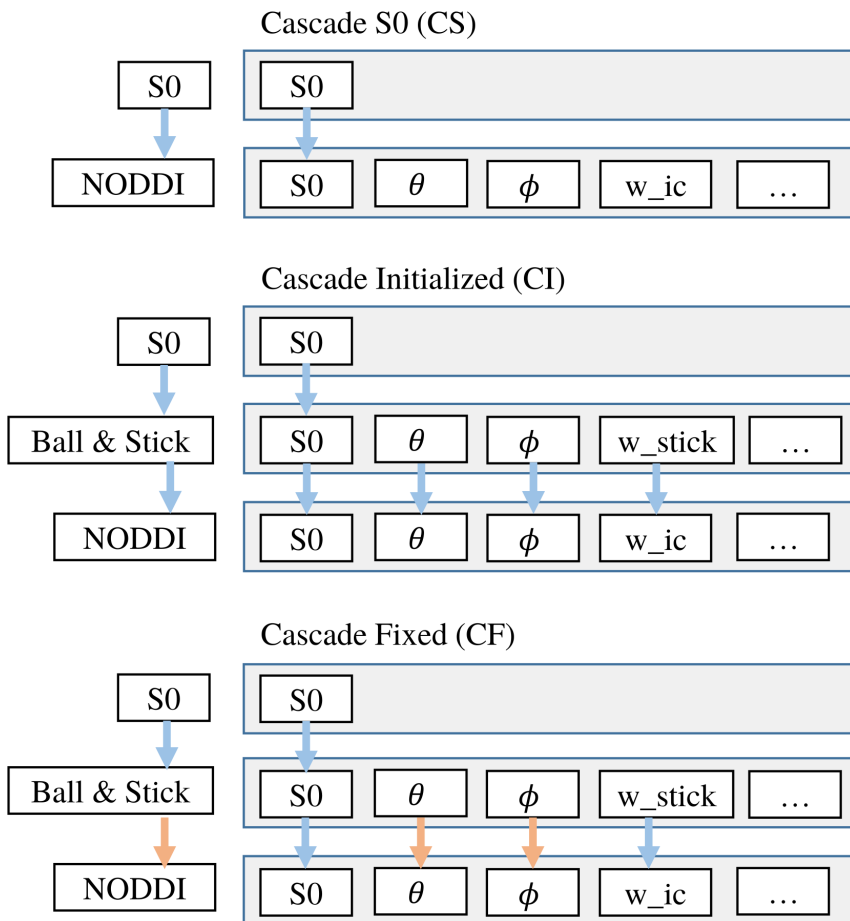 Cascade S0 (CS)
S0 S0
NODDI S0 θ ϕ w_ic …
Cascade Initialized (CI)
S0 S0
Ball & Stick S0 θ ϕ w_stick …
NODDI S0 θ ϕ w_ic …
Cascade Fixed (CF)
S0 S0
Ball & Stick S0 θ ϕ w_stick …
NODDI S0 θ ϕ w_ic …